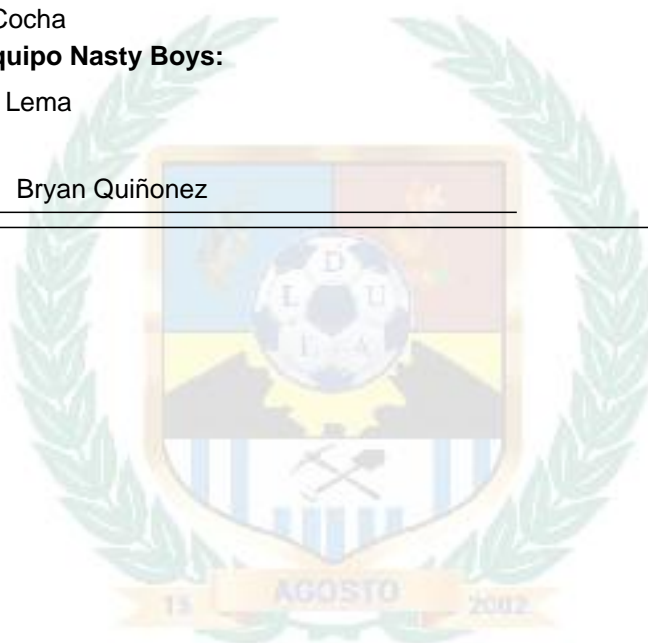 Cocha
quipo Nasty Boys:
Lema
Bryan Quiñonez
D
L U
L A
15 AGOSTO 2002